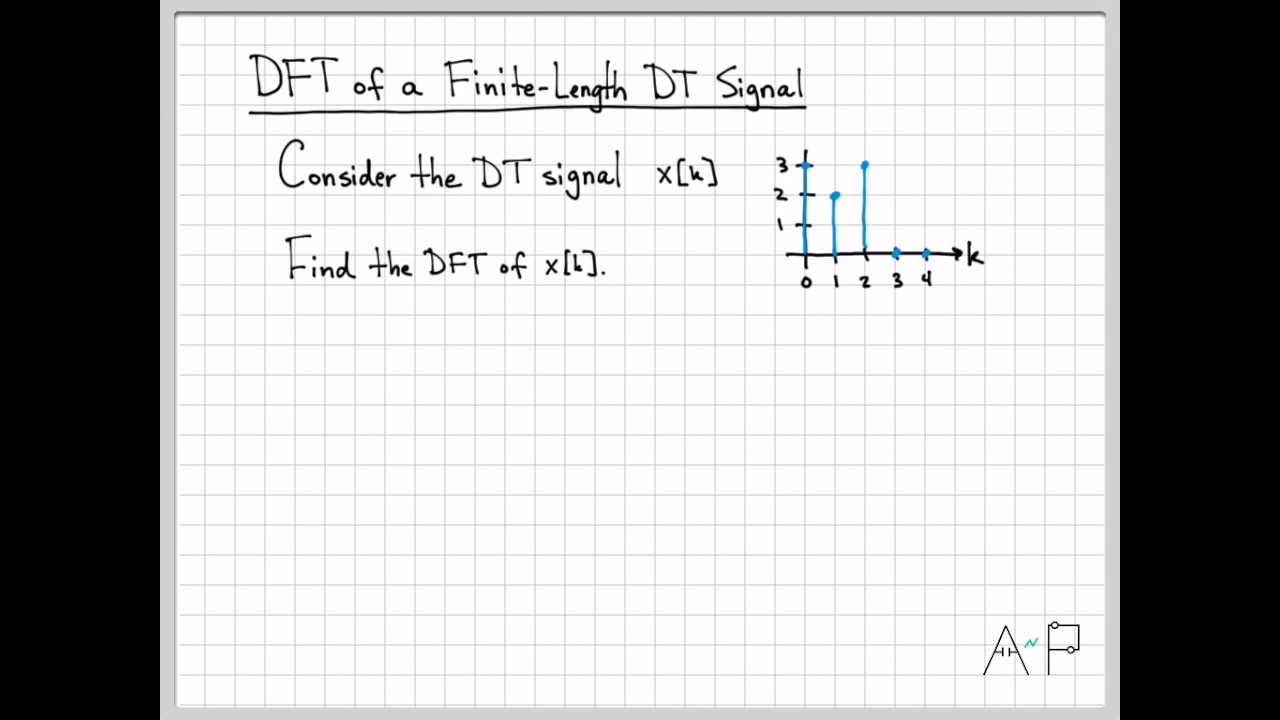 DFT of a Finite-Length DT Signal
Consider the DT signal x[k]
Find the DFT of x[k].
3
2
1
k
0 1 2 3 4
A P